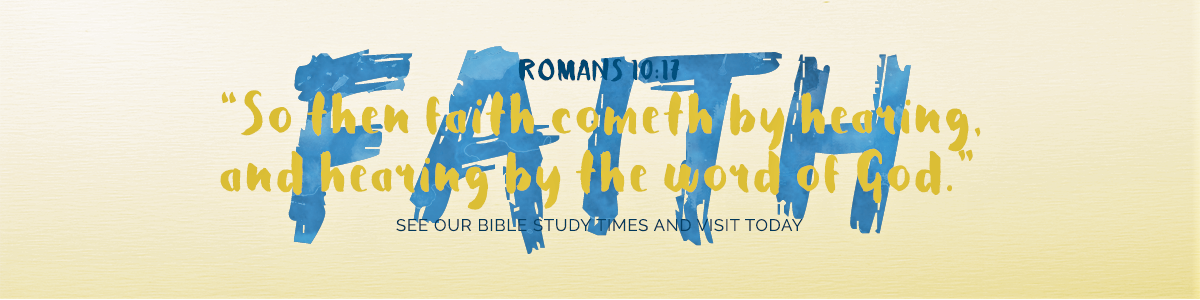 FAITH
ROMANS 10:17
“So then faith cometh by hearing,
and hearing by the word of God.”
SEE OUR BIBLE STUDY TIMES AND VISIT TODAY